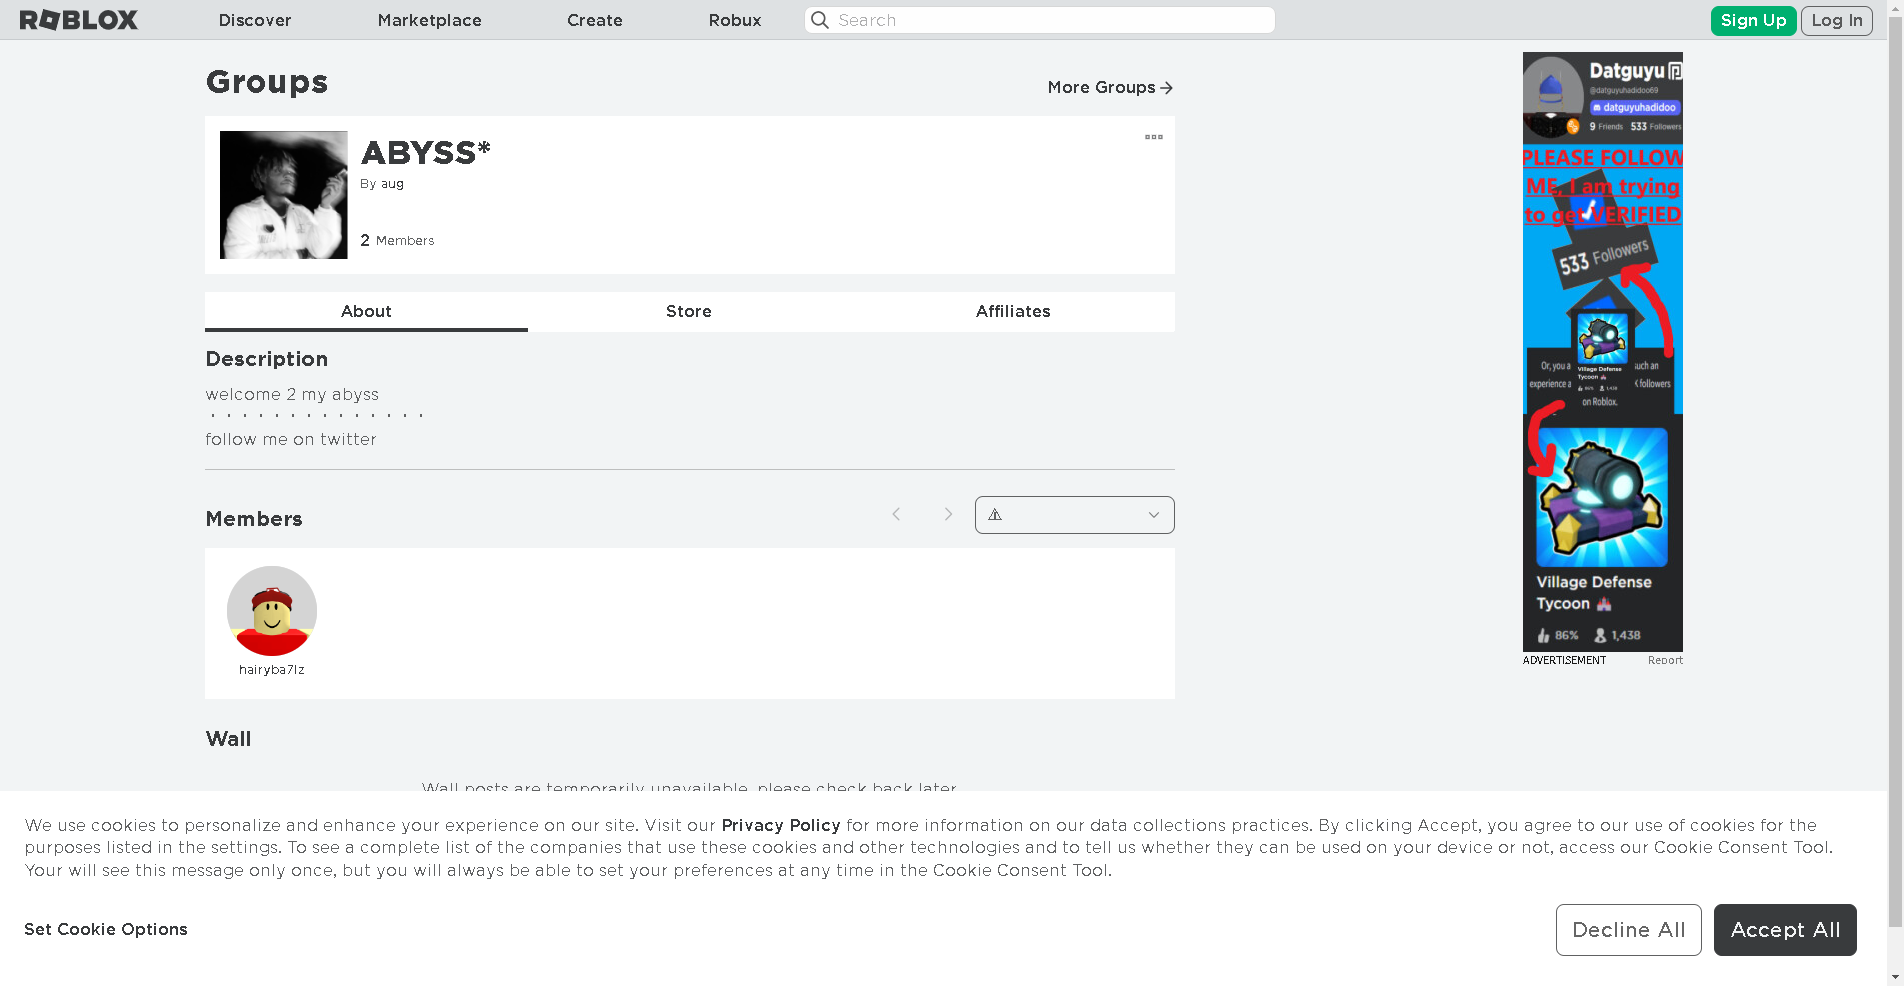 ROBLOX Discover Marketplace Create Robux Search Sign Up Log In
Groups
More Groups
ABYSS*
By aug
2 Members
About Store Affiliates
Description
welcome 2 my abyss
. . . . . . . . . . . . . .
follow me on twitter
Members
hairyba7lz
Wall
Wall posts are temporarily unavailable, please check back later.
Datguyu
@datguyuhadidoo69
datguyuhadidoo
9 Friends 533 Followers
PLEASE FOLLOW
ME, I am trying
to get VERIFIED
533 Followers
Village Defense
Tycoon
86% 1,438
Or, you a such an
experience a K followers
on Roblox.
Village Defense
Tycoon
86% 1,438
ADVERTISEMENT Report
We use cookies to personalize and enhance your experience on our site. Visit our Privacy Policy for more information on our data collections practices. By clicking Accept, you agree to our use of cookies for the
purposes listed in the settings. To see a complete list of the companies that use these cookies and other technologies and to tell us whether they can be used on your device or not, access our Cookie Consent Tool.
Your will see this message only once, but you will always be able to set your preferences at any time in the Cookie Consent Tool.
Set Cookie Options
Decline All Accept All